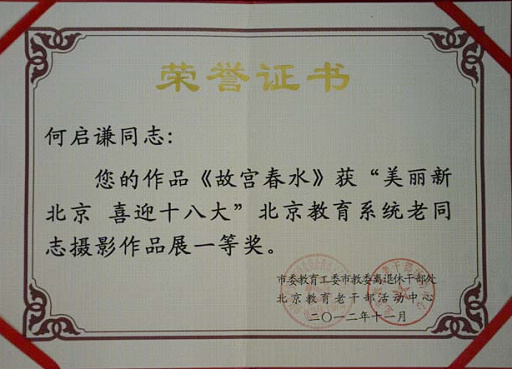 荣誉证书
何启谦同志:
您的作品《故宫春水》获“美丽新
北京 喜迎十八大”北京教育系统老同
志摄影作品展一等奖。
市委教育工委市教委离退休干部处
北京教育老干部活动中心
二〇一二年十一月